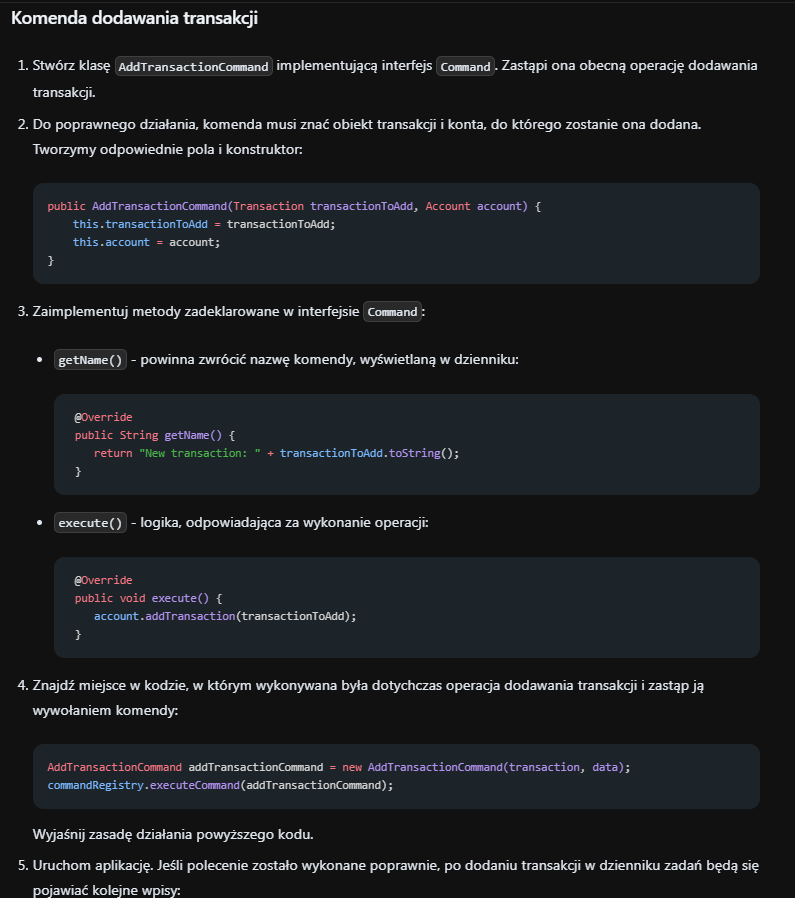 Komenda dodawania transakcji
1. Stwórz klasę AddTransactionCommand implementującą interfejs Command. Zastąpi ona obecną operację dodawania
transakcji.
2. Do poprawnego działania, komenda musi znać obiekt transakcji i konta, do którego zostanie ona dodana.
Tworzymy odpowiednie pola i konstruktor:
public AddTransactionCommand(Transaction transactionToAdd, Account account) {
    this.transactionToAdd = transactionToAdd;
    this.account = account;
}
3. Zaimplementuj metody zadeklarowane w interfejsie Command:
• getName() - powinna zwrócić nazwę komendy, wyświetlaną w dzienniku:
@Override
public String getName() {
   return "New transaction: " + transactionToAdd.toString();
}
• execute() - logika, odpowiadająca za wykonanie operacji:
@Override
public void execute() {
   account.addTransaction(transactionToAdd);
}
4. Znajdź miejsce w kodzie, w którym wykonywana była dotychczas operacja dodawania transakcji i zastąp ją
wywołaniem komendy:
AddTransactionCommand addTransactionCommand = new AddTransactionCommand(transaction, data);
commandRegistry.executeCommand(addTransactionCommand);
Wyjaśnij zasadę działania powyższego kodu.
5. Uruchom aplikację. Jeśli polecenie zostało wykonane poprawnie, po dodaniu transakcji w dzienniku zadań będą się
pojawiać kolejne wpisy: